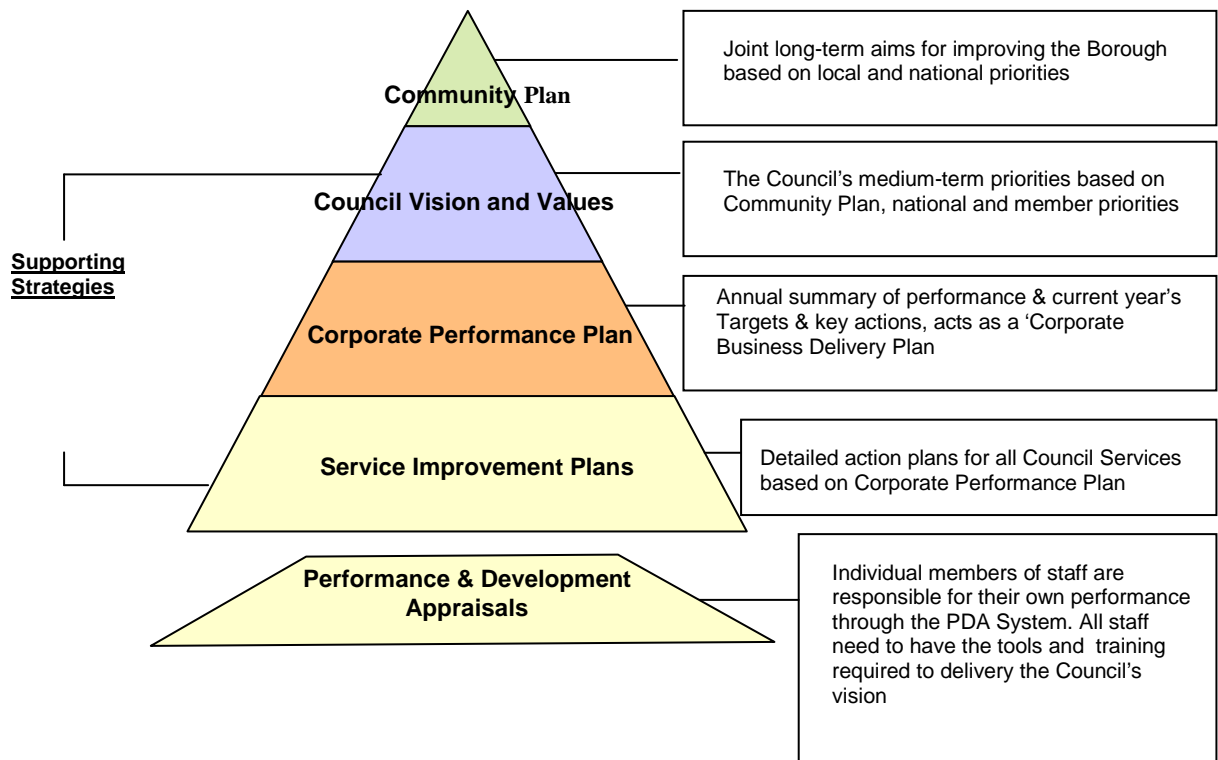 Community Plan
Joint long-term aims for improving the Borough
based on local and national priorities
Council Vision and Values
The Council’s medium-term priorities based on
Community Plan, national and member priorities
Supporting
Strategies
Corporate Performance Plan
Annual summary of performance & current year’s
Targets & key actions, acts as a ‘Corporate
Business Delivery Plan
Service Improvement Plans
Detailed action plans for all Council Services
based on Corporate Performance Plan
Performance & Development
Appraisals
Individual members of staff are
responsible for their own performance
through the PDA System. All staff
need to have the tools and  training
required to delivery the Council’s
vision